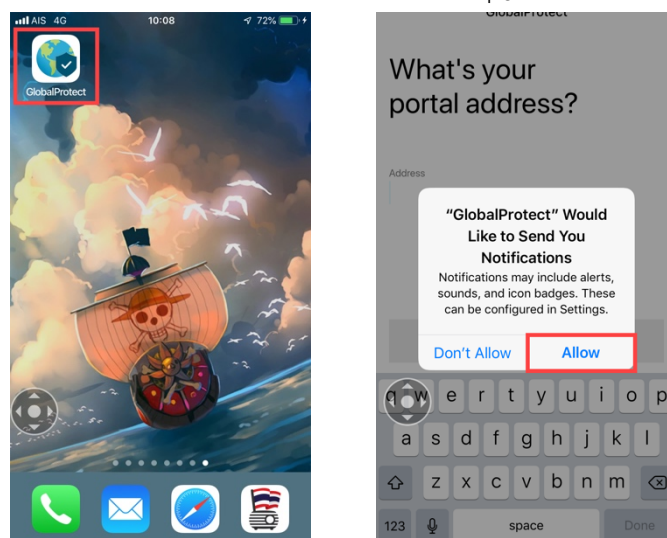 AIS 4G 10:08 72%
GlobalProtect
GlobalProtect
What's your
portal address?
Address
"GlobalProtect" Would
Like to Send You
Notifications
Notifications may include alerts,
sounds, and icon badges. These
can be configured in Settings.
Don't Allow Allow
q w e r t y u i o p
a s d f g h j k l
z x c v b n m
123 space Done